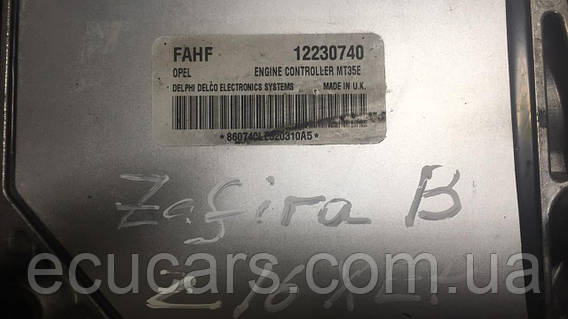 FAHF 12230740
OPEL ENGINE CONTROLLER MT35E
DELPHI DELCO ELECTRONICS SYSTEMS MADE IN U.K.
Zafira B
ecucars.com.ua